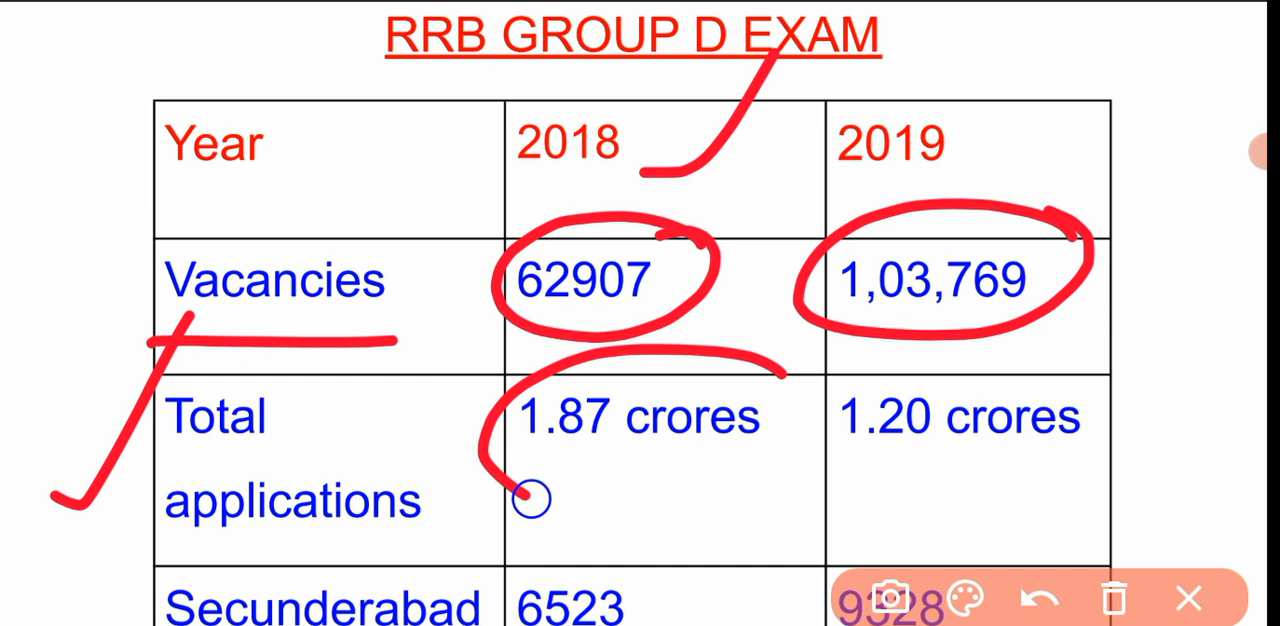 RRB GROUP D EXAM
Year 2018 2019
Vacancies 62907 1,03,769
Total 1.87 crores 1.20 crores
applications
Secunderabad 6523 9328